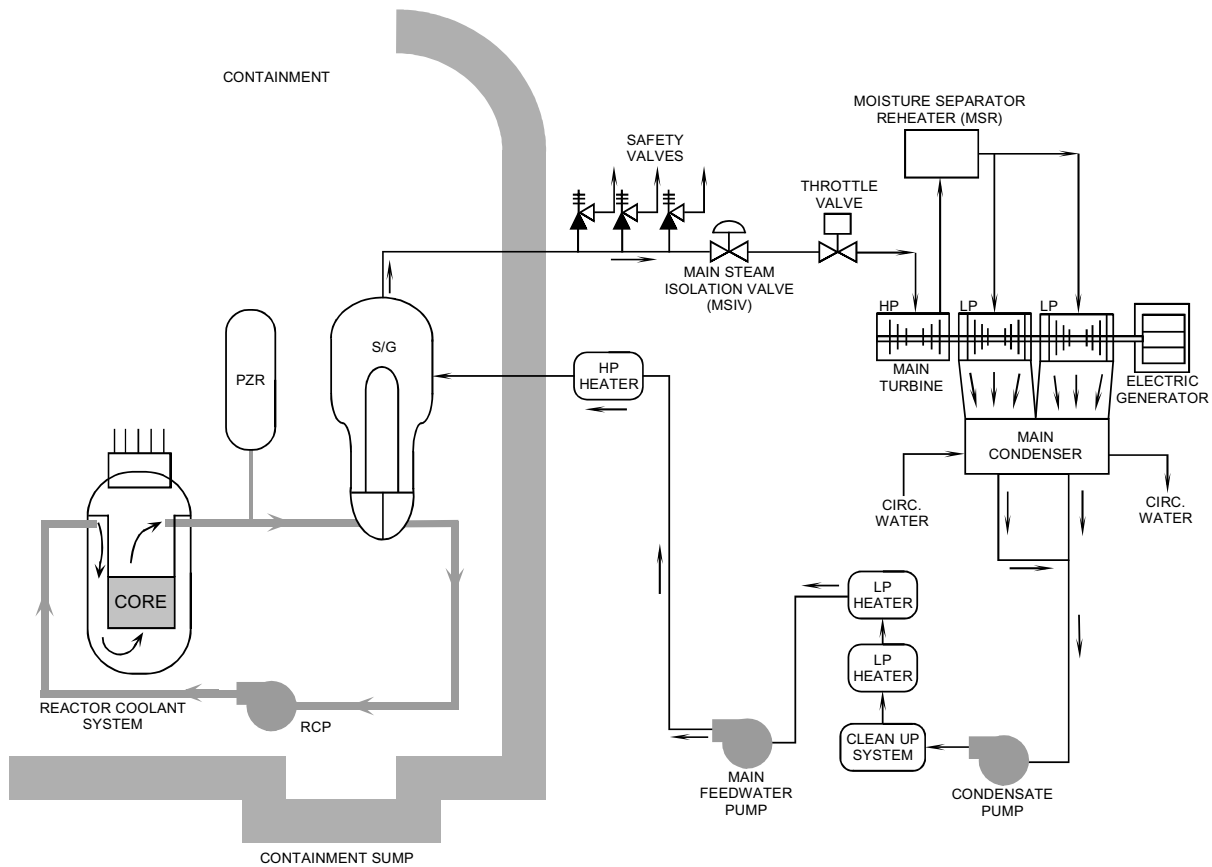 CONTAINMENT
MOISTURE SEPARATOR
REHEATER (MSR)
SAFETY
VALVES
THROTTLE
VALVE
MAIN STEAM
ISOLATION VALVE
(MSIV)
HP
LP
LP
MAIN
TURBINE
ELECTRIC
GENERATOR
S/G
PZR
HP
HEATER
MAIN
CONDENSER
CIRC.
WATER
CIRC.
WATER
CORE
LP
HEATER
LP
HEATER
REACTOR COOLANT
SYSTEM
RCP
CLEAN UP
SYSTEM
MAIN
FEEDWATER
PUMP
CONDENSATE
PUMP
CONTAINMENT SUMP